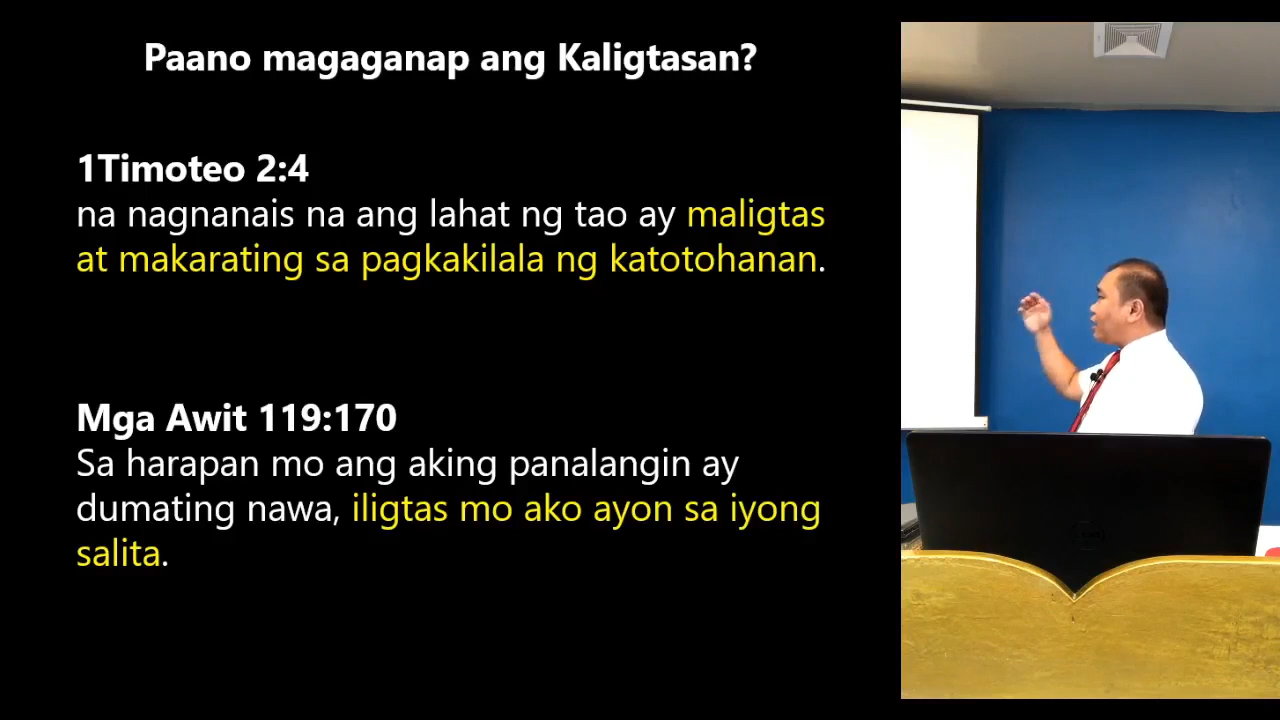 Paano magaganap ang Kaligtasan?
1Timoteo 2:4
na nagnanais na ang lahat ng tao ay maligtas
at makarating sa pagkakilala ng katotohanan.
Mga Awit 119:170
Sa harapan mo ang aking panalangin ay
dumating nawa, iligtas mo ako ayon sa iyong
salita.